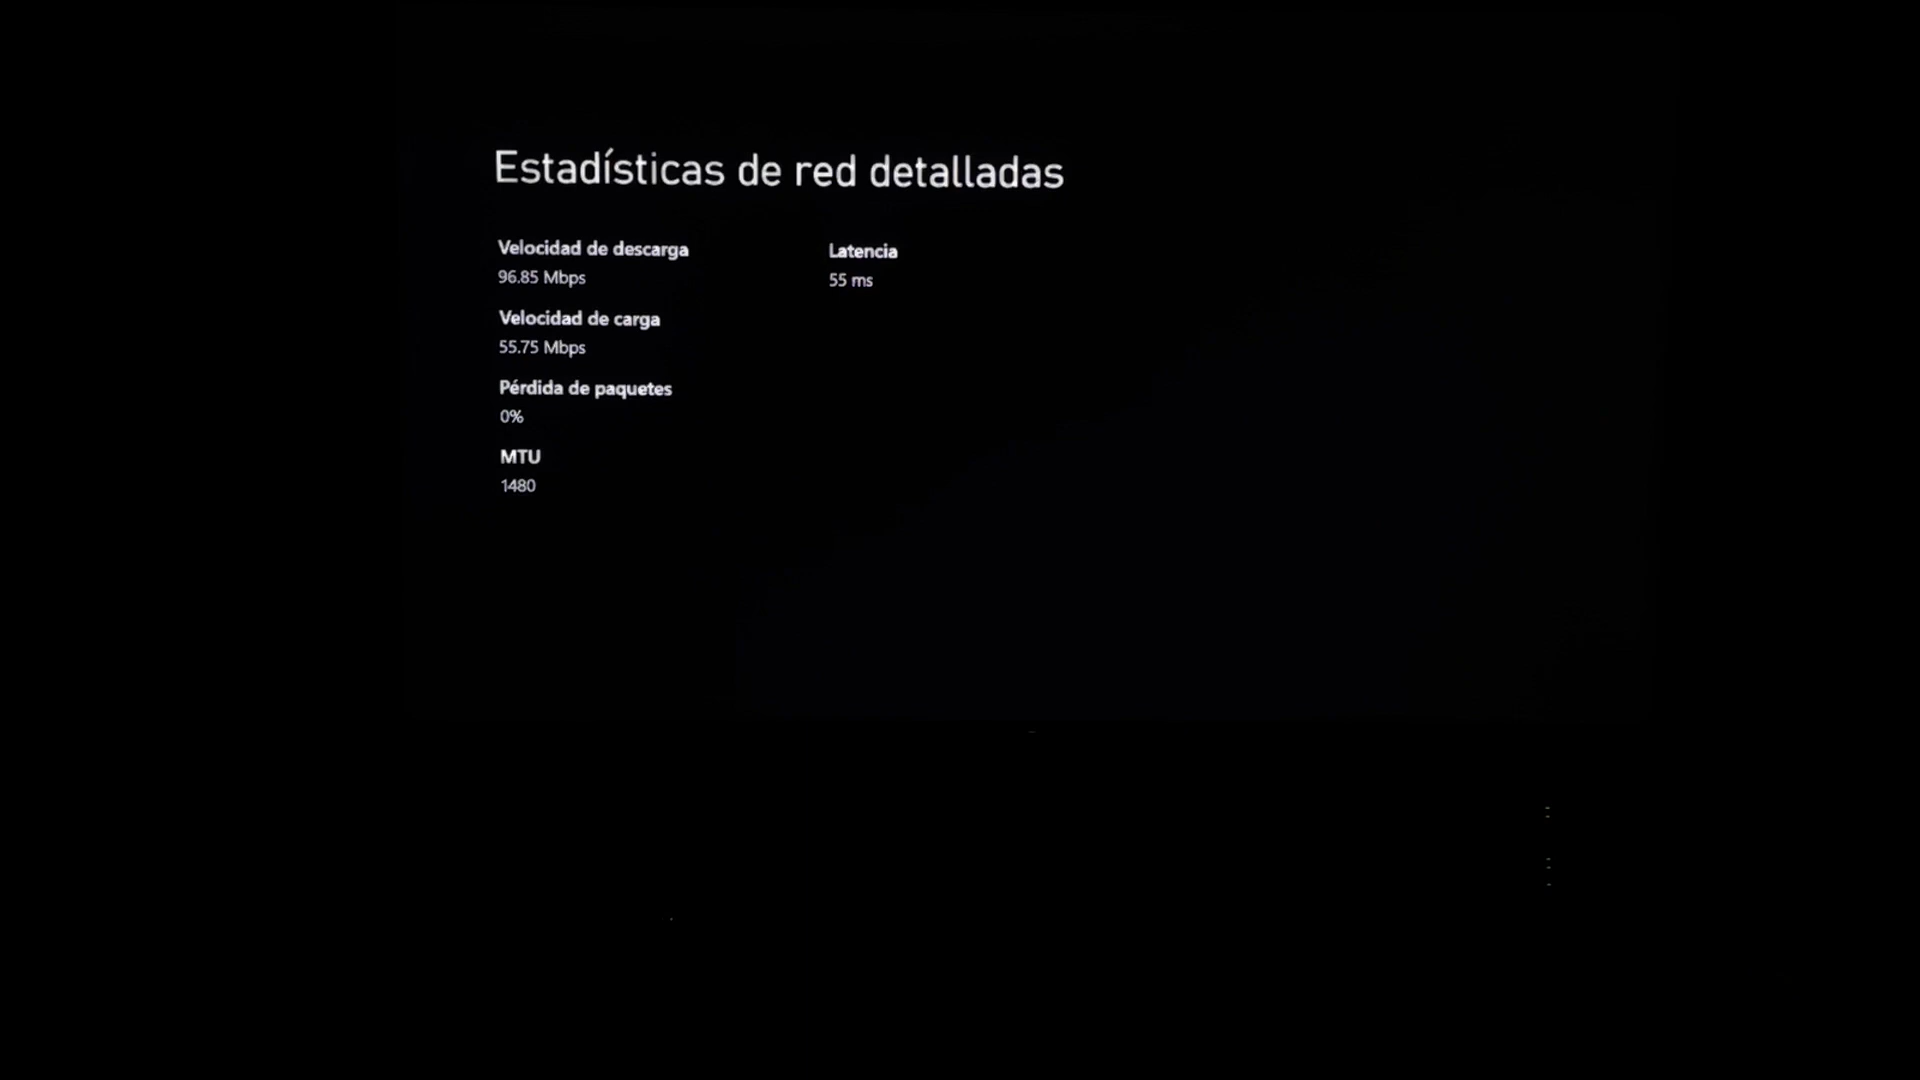 Estadísticas de red detalladas
Velocidad de descarga
96.85 Mbps
Velocidad de carga
55.75 Mbps
Pérdida de paquetes
0%
MTU
1480
Latencia
55 ms